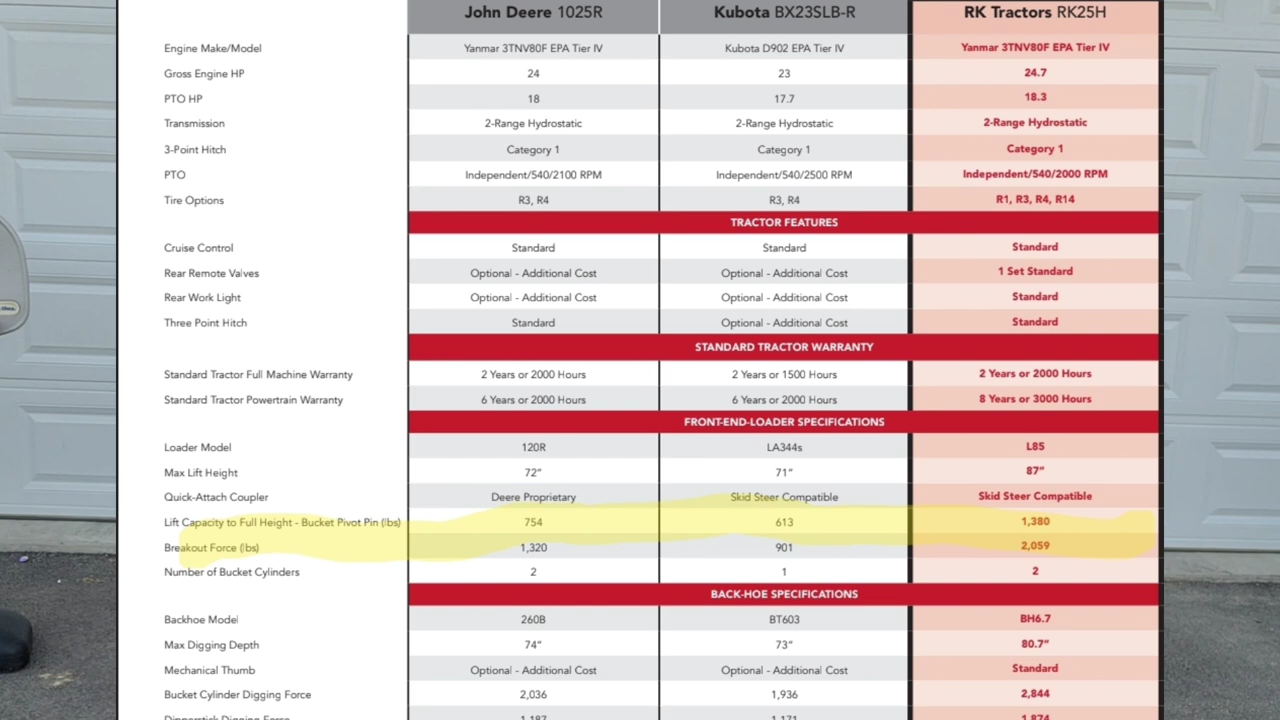 John Deere 1025R Kubota BX23SLB-R RK Tractors RK25H
Engine Make/Model Yanmar 3TNV80F EPA Tier IV Kubota D902 EPA Tier IV Yanmar 3TNV80F EPA Tier IV
Gross Engine HP 24 23 24.7
PTO HP 18 17.7 18.3
Transmission 2-Range Hydrostatic 2-Range Hydrostatic 2-Range Hydrostatic
3-Point Hitch Category 1 Category 1 Category 1
PTO Independent/540/2100 RPM Independent/540/2500 RPM Independent/540/2000 RPM
Tire Options R3, R4 R3, R4 R1, R3, R4, R14
TRACTOR FEATURES
Cruise Control Standard Standard Standard
Rear Remote Valves Optional - Additional Cost Optional - Additional Cost 1 Set Standard
Rear Work Light Optional - Additional Cost Optional - Additional Cost Standard
Three Point Hitch Standard Optional - Additional Cost Standard
STANDARD TRACTOR WARRANTY
Standard Tractor Full Machine Warranty 2 Years or 2000 Hours 2 Years or 1500 Hours 2 Years or 2000 Hours
Standard Tractor Powertrain Warranty 6 Years or 2000 Hours 6 Years or 2000 Hours 8 Years or 3000 Hours
FRONT-END-LOADER SPECIFICATIONS
Loader Model 120R LA344s L85
Max Lift Height 72" 71" 87"
Quick-Attach Coupler Deere Proprietary Skid Steer Compatible Skid Steer Compatible
Lift Capacity to Full Height - Bucket Pivot Pin (lbs) 754 613 1,380
Breakout Force (lbs) 1,320 901 2,059
Number of Bucket Cylinders 2 1 2
BACK-HOE SPECIFICATIONS
Backhoe Model 260B BT603 BH6.7
Max Digging Depth 74" 73" 80.7"
Mechanical Thumb Optional - Additional Cost Optional - Additional Cost Standard
Bucket Cylinder Digging Force 2,036 1,936 2,844
Dipperstick Digging Force 1,187 1,171 1,874